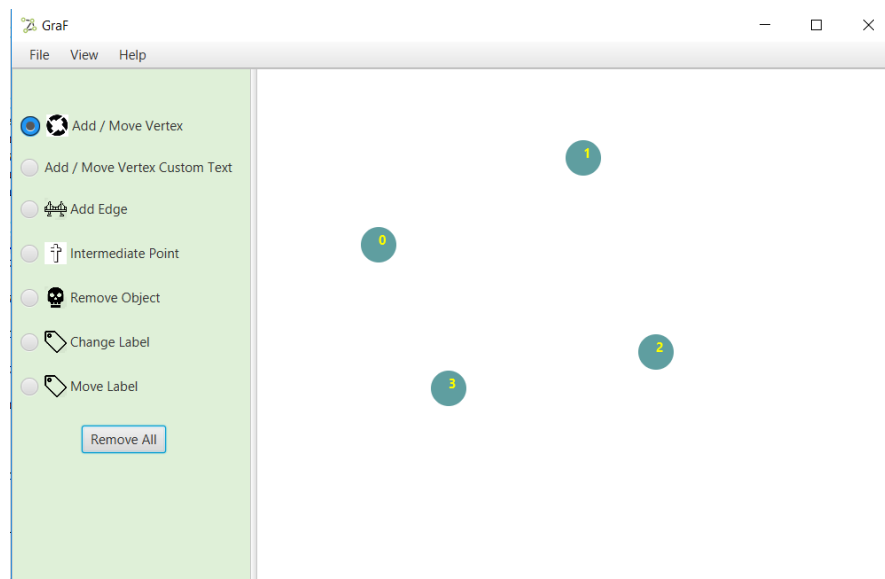 GraF
File View Help
Add / Move Vertex
Add / Move Vertex Custom Text
Add Edge
Intermediate Point
Remove Object
Change Label
Move Label
Remove All
1
0
2
3